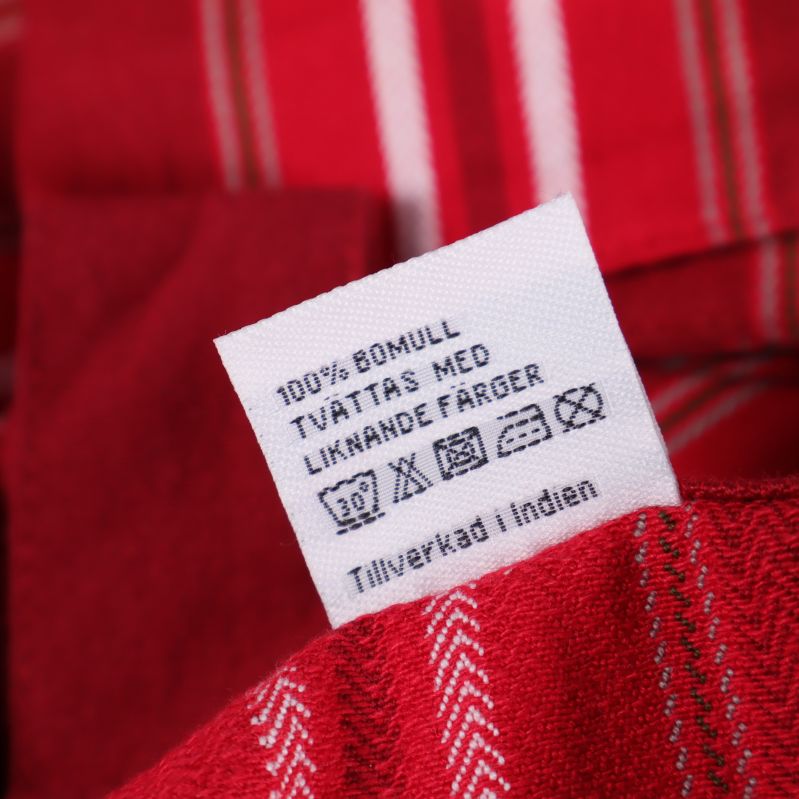 100% BOMULL
TVÄTTAS MED
LIKNANDE FÄRGER
30°
Tillverkad i Indien